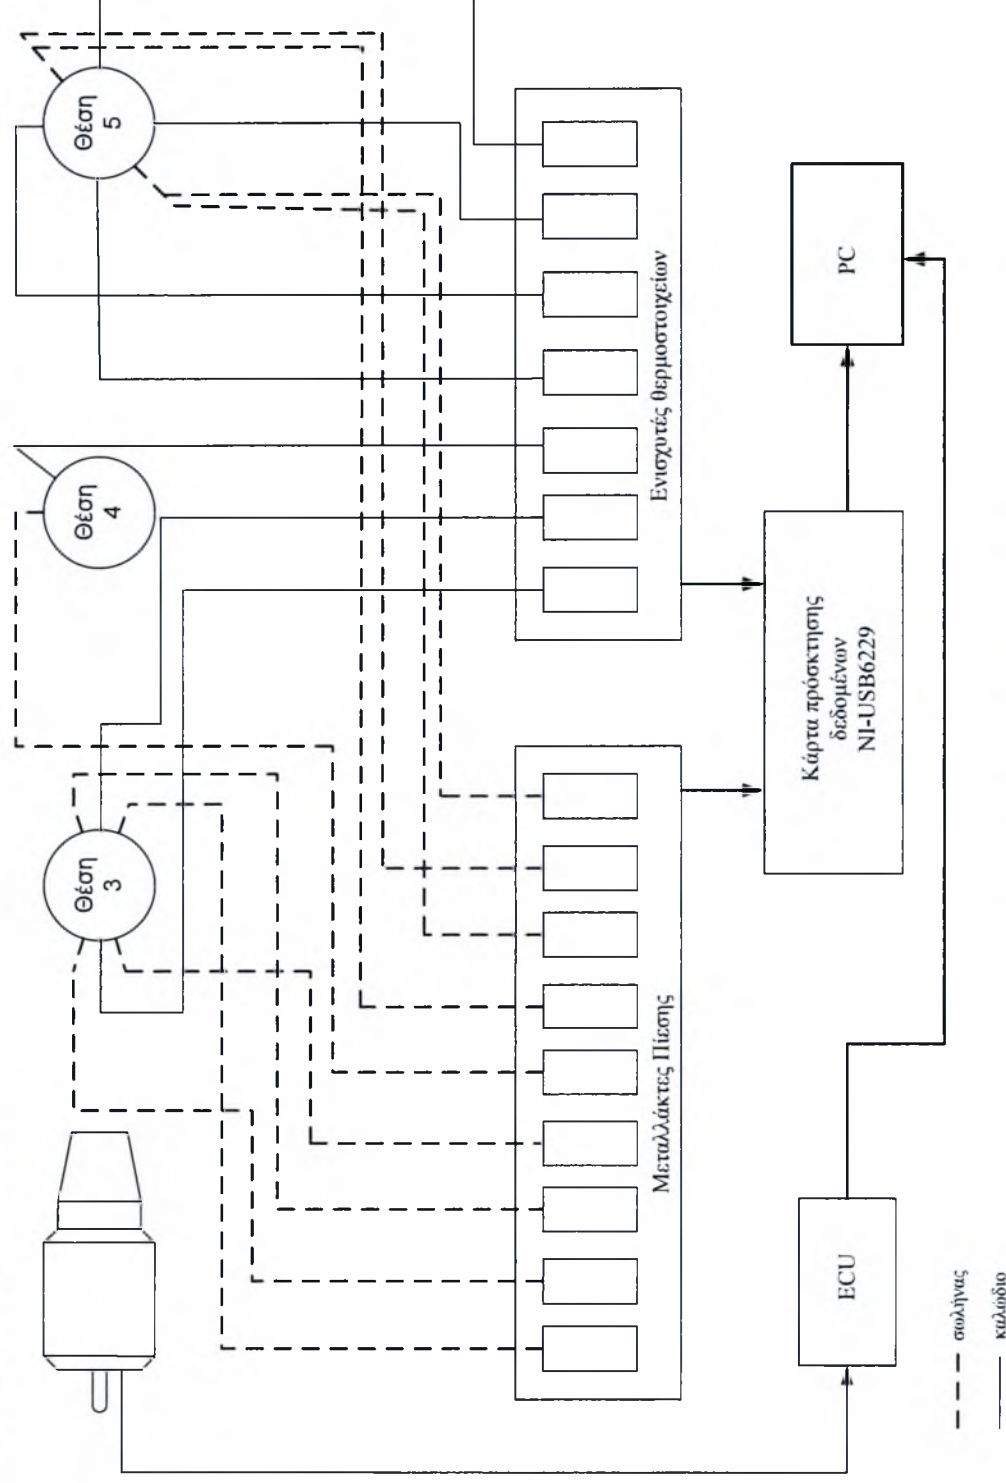 Θέση
3
Θέση
4
Θέση
5
Μεταλλάκτες Πίεσης
Ενισχυτές θερμοστοιχείων
Κάρτα πρόσκτησης
δεδομένων
NI-USB6229
ECU
PC
σωλήνας
καλώδιο